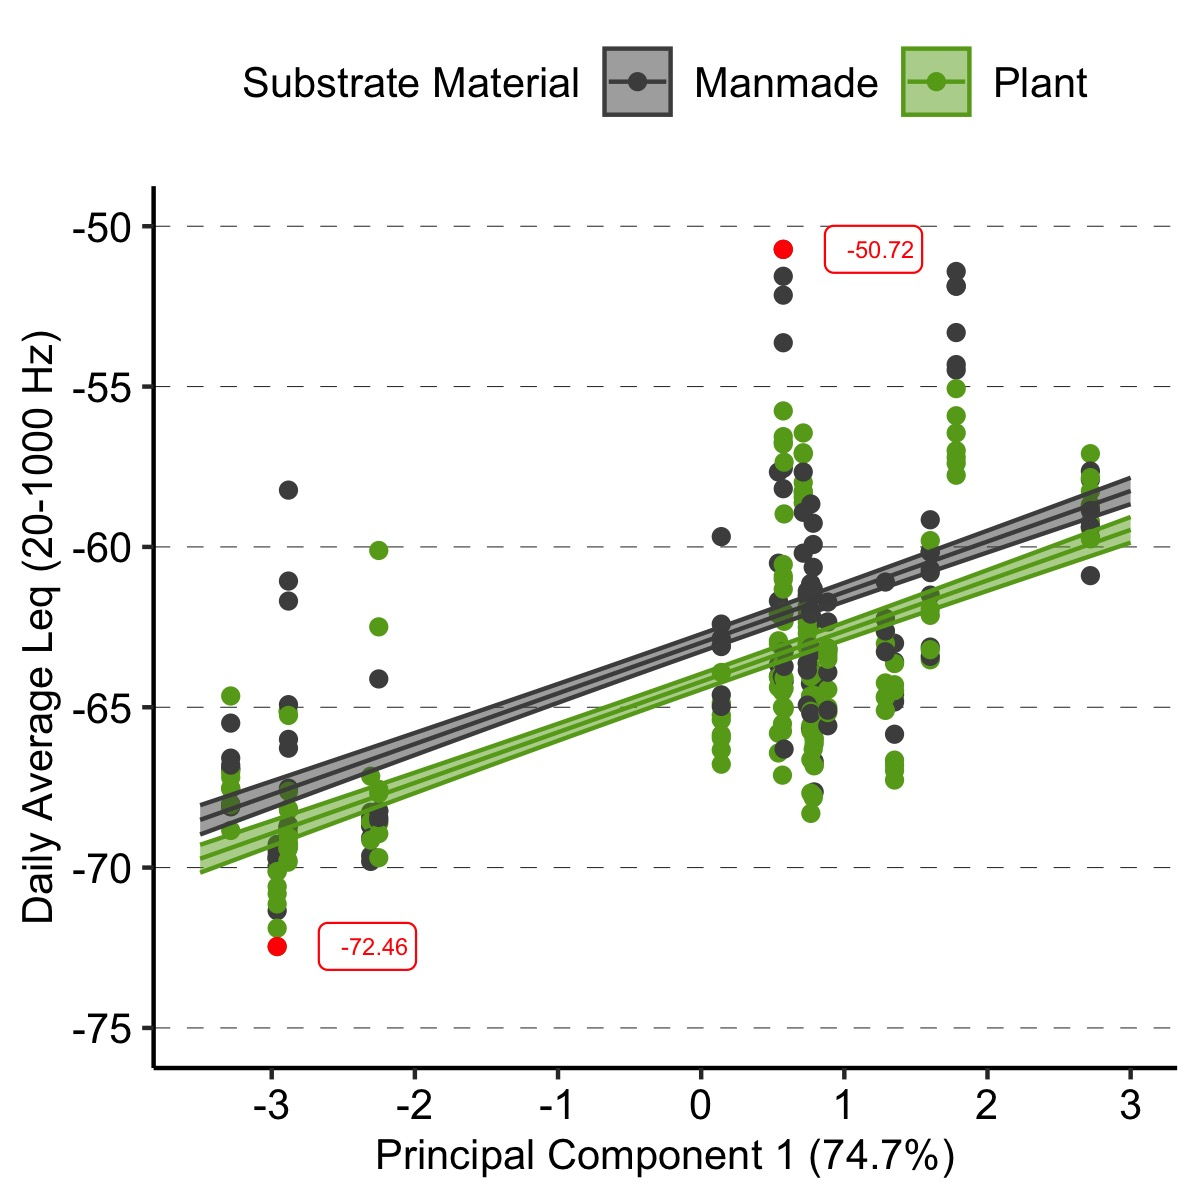 Substrate Material Manmade Plant
Daily Average Leq (20-1000 Hz)
-50
-55
-60
-65
-70
-75
-50.72
-72.46
-3 -2 -1 0 1 2 3
Principal Component 1 (74.7%)